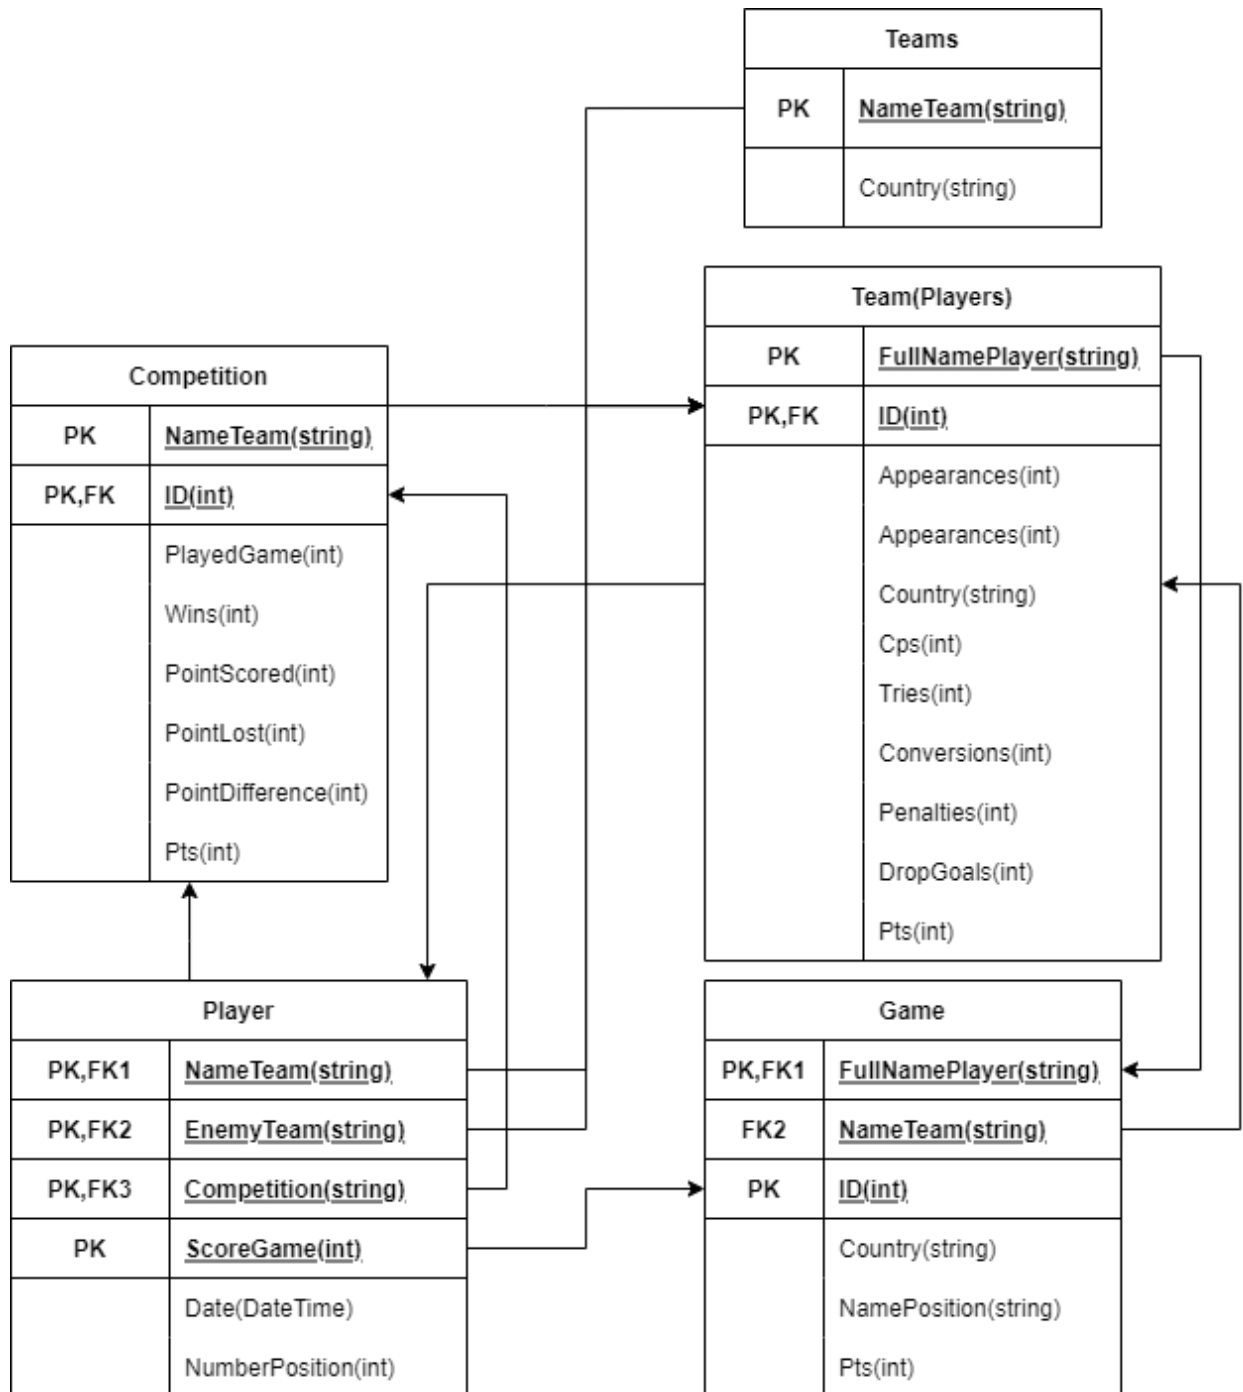 Teams
PK NameTeam(string)
Country(string)
Team(Players)
PK FullNamePlayer(string)
PK,FK ID(int)
Appearances(int)
Appearances(int)
Country(string)
Cps(int)
Tries(int)
Conversions(int)
Penalties(int)
DropGoals(int)
Pts(int)
Competition
PK NameTeam(string)
PK,FK ID(int)
PlayedGame(int)
Wins(int)
PointScored(int)
PointLost(int)
PointDifference(int)
Pts(int)
Player
PK,FK1 NameTeam(string)
PK,FK2 EnemyTeam(string)
PK,FK3 Competition(string)
PK ScoreGame(int)
Date(DateTime)
NumberPosition(int)
Game
PK,FK1 FullNamePlayer(string)
FK2 NameTeam(string)
PK ID(int)
Country(string)
NamePosition(string)
Pts(int)